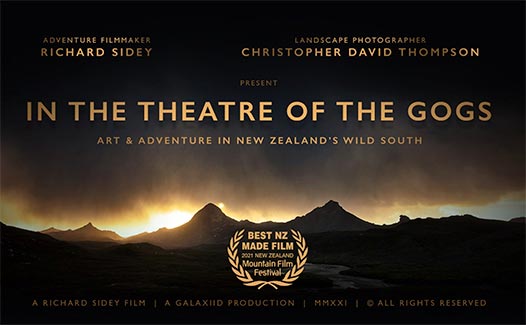 ADVENTURE FILMMAKER
RICHARD SIDEY
LANDSCAPE PHOTOGRAPHER
CHRISTOPHER DAVID THOMPSON
PRESENT
IN THE THEATRE OF THE GOGS
ART & ADVENTURE IN NEW ZEALAND'S WILD SOUTH
BEST NZ
MADE FILM
2021 NEW ZEALAND
Mountain Film
Festival
A RICHARD SIDEY FILM | A GALAXIID PRODUCTION | MMXXI | © ALL RIGHTS RESERVED